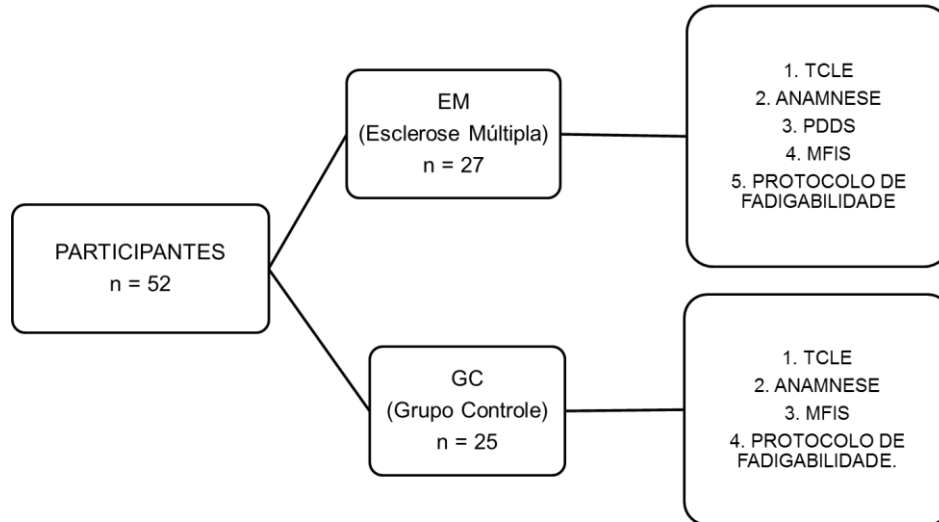 PARTICIPANTES
n = 52
EM
(Esclerose Múltipla)
n = 27
1. TCLE
2. ANAMNESE
3. PDDS
4. MFIS
5. PROTOCOLO DE
FADIGABILIDADE
GC
(Grupo Controle)
n = 25
1. TCLE
2. ANAMNESE
3. MFIS
4. PROTOCOLO DE
FADIGABILIDADE.